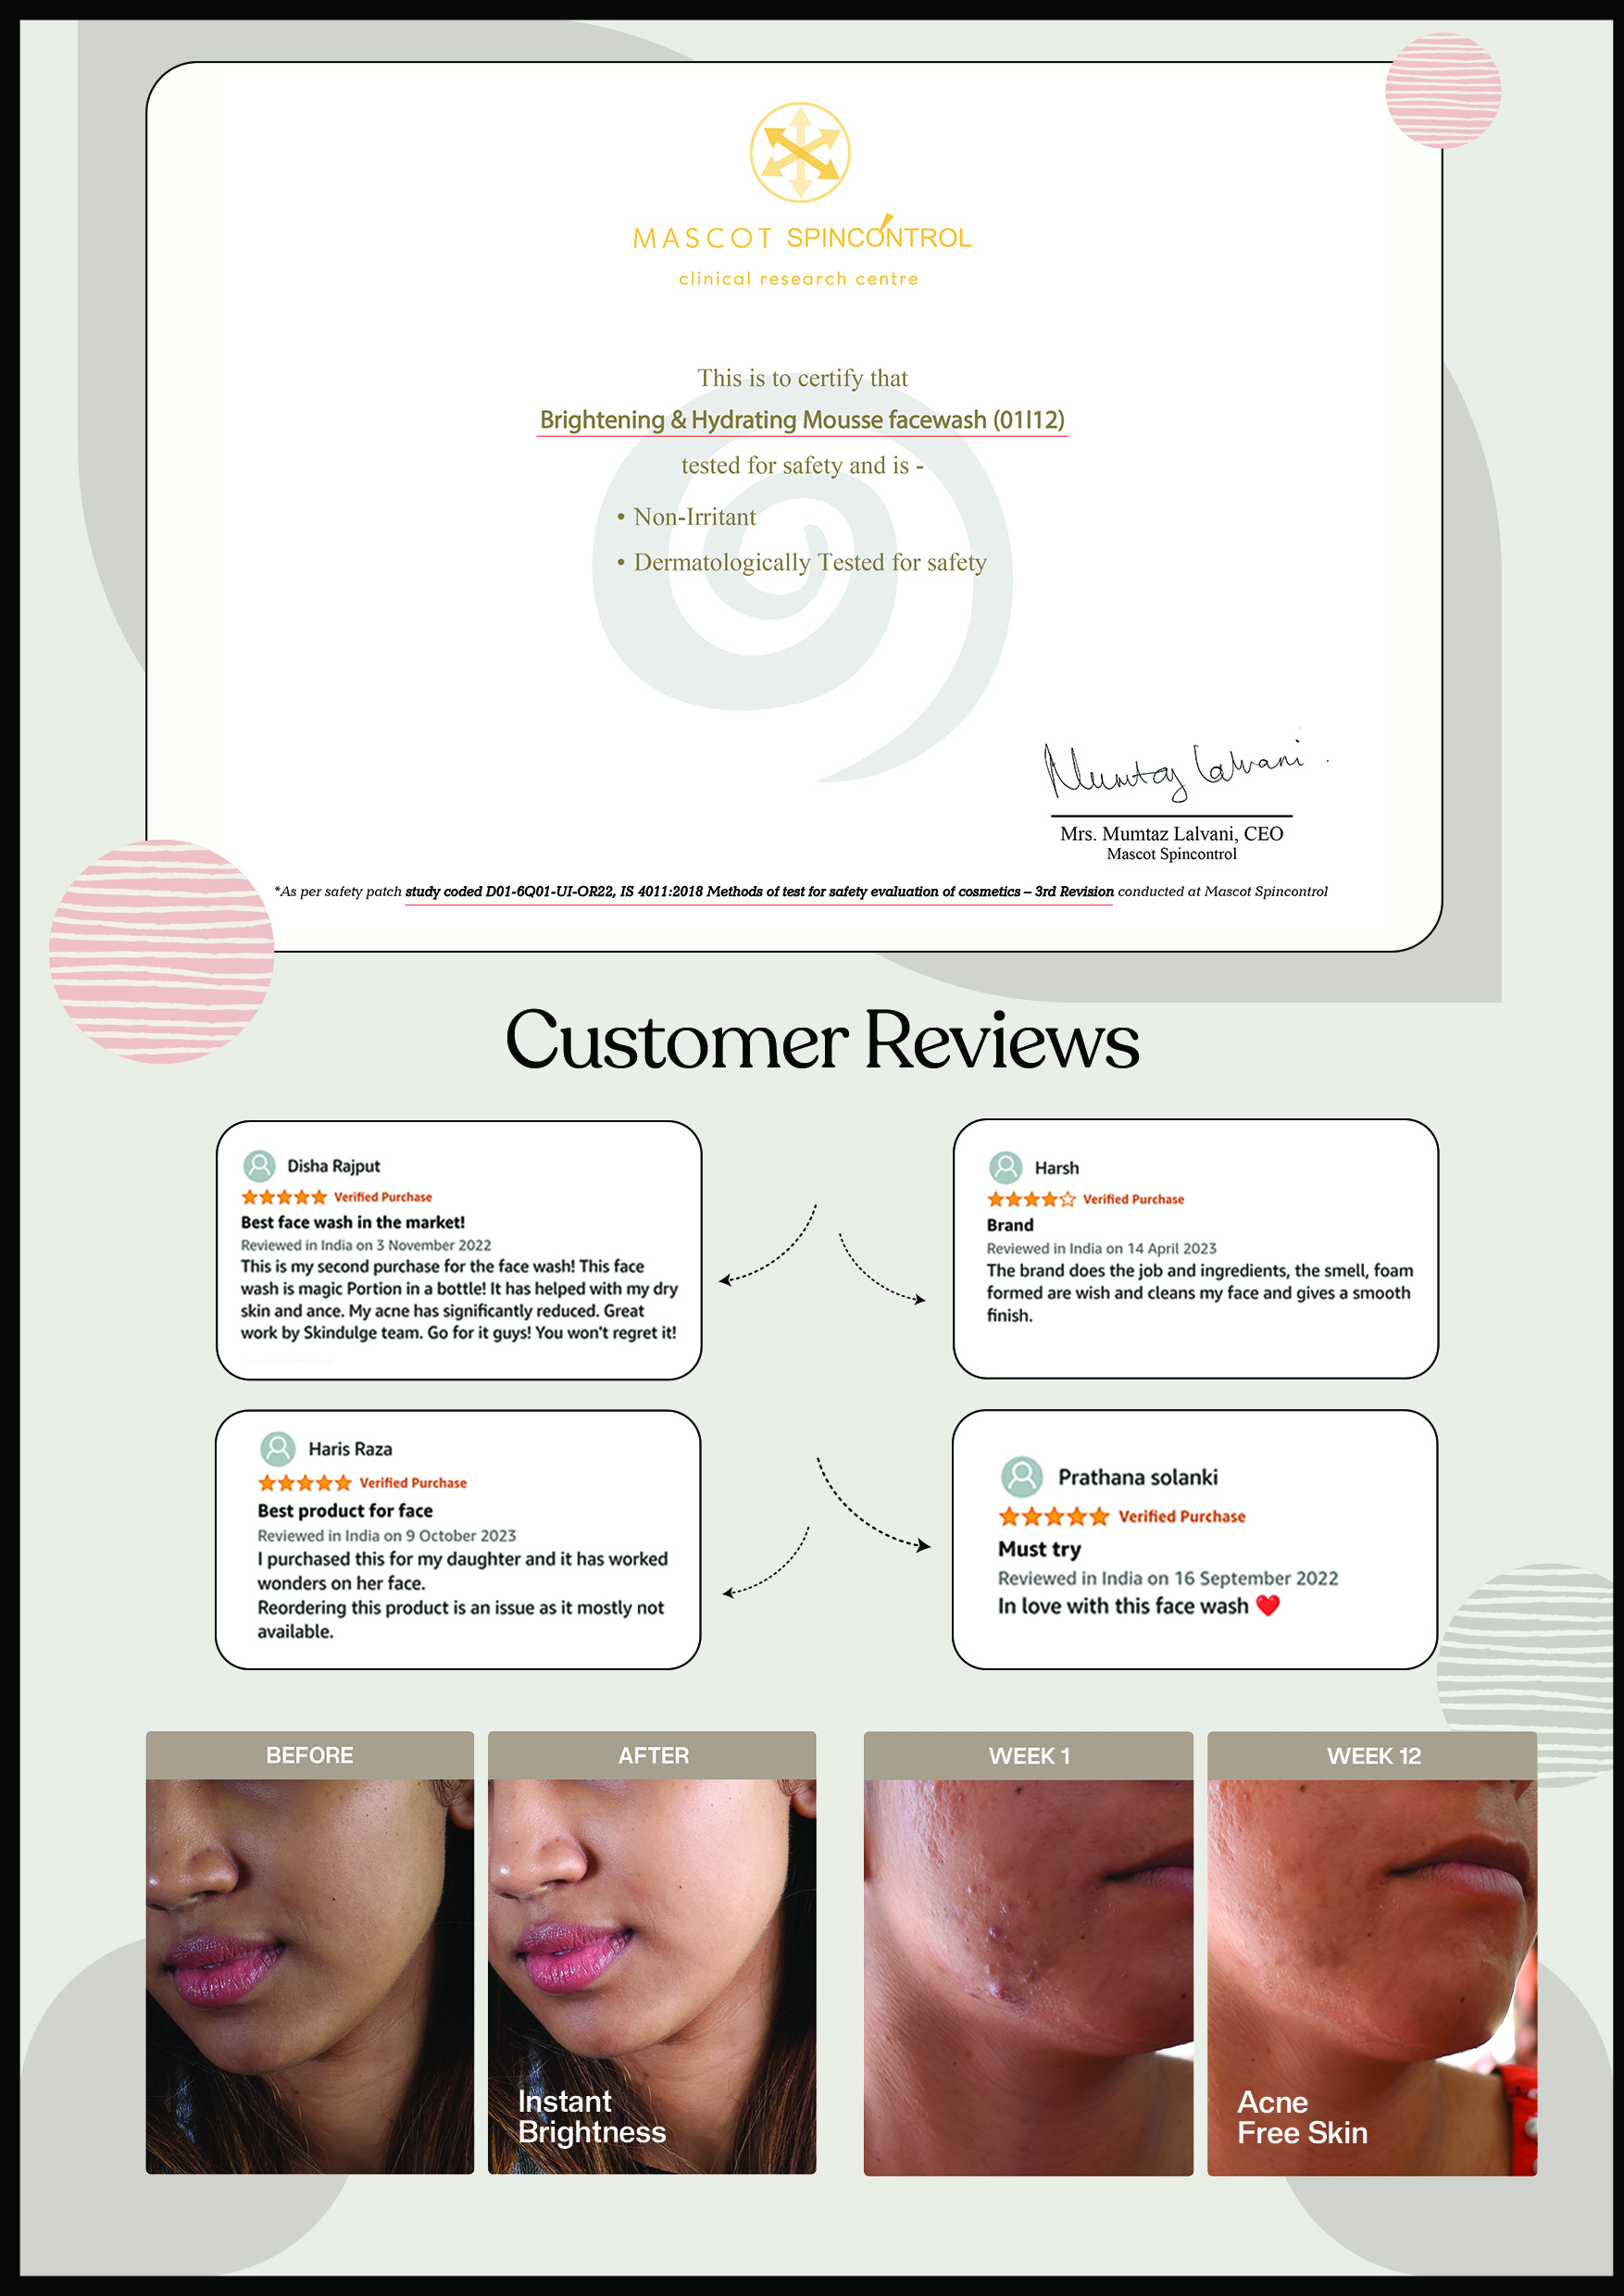 MASCOT SPINCONTROL
clinical research centre
This is to certify that
Brightening & Hydrating Mousse facewash (01I12)
tested for safety and is -
• Non-Irritant
• Dermatologically Tested for safety
Mumtaz Lalvani.
Mrs. Mumtaz Lalvani, CEO
Mascot Spincontrol
*As per safety patch study coded D01-6Q01-UI-OR22, IS 4011:2018 Methods of test for safety evaluation of cosmetics – 3rd Revision conducted at Mascot Spincontrol
Customer Reviews
Disha Rajput
Verified Purchase
Best face wash in the market!
Reviewed in India on 3 November 2022
This is my second purchase for the face wash! This face
wash is magic Portion in a bottle! It has helped with my dry
skin and ance. My acne has significantly reduced. Great
work by Skindulge team. Go for it guys! You won't regret it!
Harsh
Verified Purchase
Brand
Reviewed in India on 14 April 2023
The brand does the job and ingredients, the smell, foam
formed are wish and cleans my face and gives a smooth
finish.
Haris Raza
Verified Purchase
Best product for face
Reviewed in India on 9 October 2023
I purchased this for my daughter and it has worked
wonders on her face.
Reordering this product is an issue as it mostly not
available.
Prathana solanki
Verified Purchase
Must try
Reviewed in India on 16 September 2022
In love with this face wash ❤️
BEFORE
AFTER
Instant
Brightness
WEEK 1
WEEK 12
Acne
Free Skin